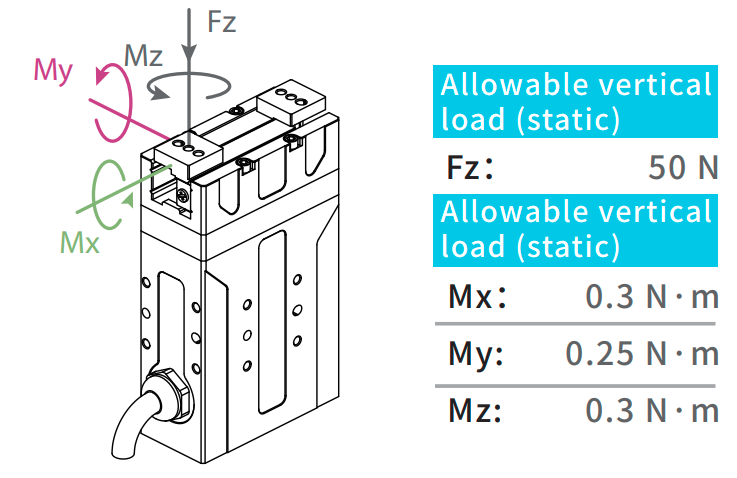 Fz
Mz
My
Mx
Allowable vertical
load (static)
Fz: 50 N
Allowable vertical
load (static)
Mx: 0.3 N·m
My: 0.25 N·m
Mz: 0.3 N·m